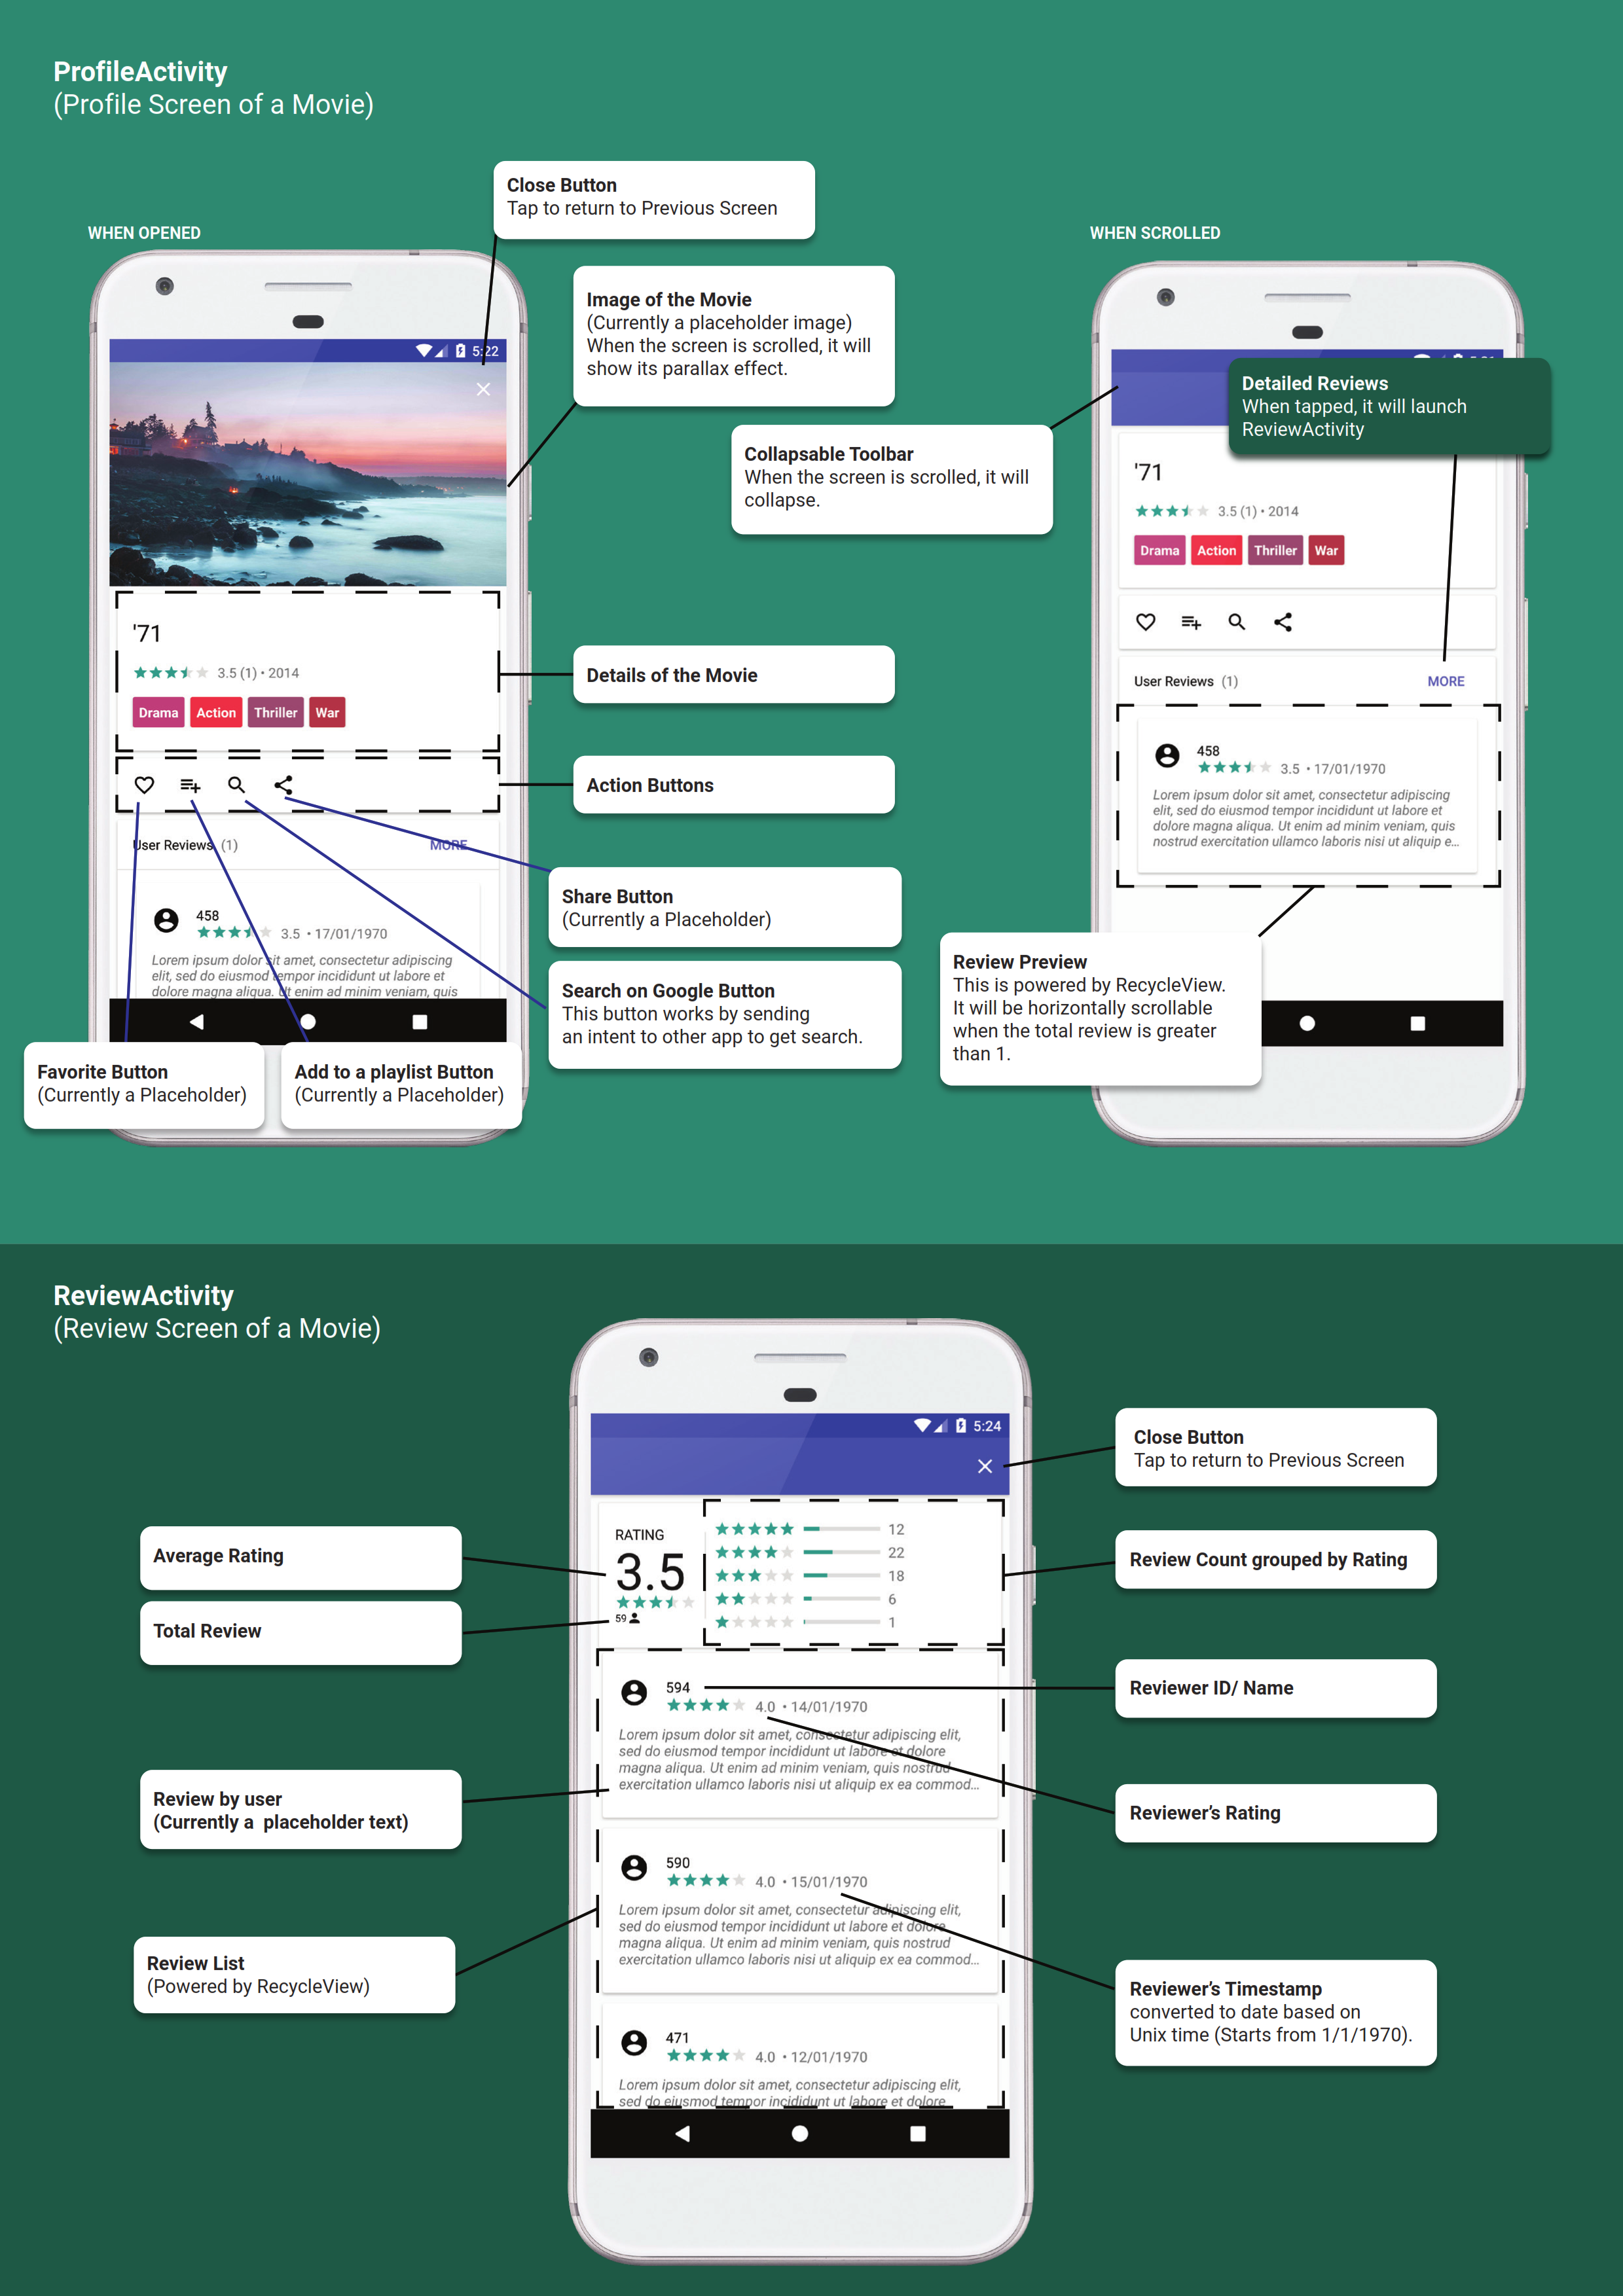 ProfileActivity
(Profile Screen of a Movie)
Close Button
Tap to return to Previous Screen
WHEN OPENED
WHEN SCROLLED
Image of the Movie
(Currently a placeholder image)
When the screen is scrolled, it will
show its parallax effect.
5:22
Collapsable Toolbar
When the screen is scrolled, it will
collapse.
Detailed Reviews
When tapped, it will launch
ReviewActivity
'71
3.5 (1) • 2014
Drama Action Thriller War
Details of the Movie
Action Buttons
User Reviews (1) MORE
458
3.5 • 17/01/1970
Lorem ipsum dolor sit amet, consectetur adipiscing
elit, sed do eiusmod tempor incididunt ut labore et
dolore magna aliqua. Ut enim ad minim veniam, quis
Share Button
(Currently a Placeholder)
Search on Google Button
This button works by sending
an intent to other app to get search.
Favorite Button
(Currently a Placeholder)
Add to a playlist Button
(Currently a Placeholder)
'71
3.5 (1) • 2014
Drama Action Thriller War
User Reviews (1) MORE
458
3.5 • 17/01/1970
Lorem ipsum dolor sit amet, consectetur adipiscing
elit, sed do eiusmod tempor incididunt ut labore et
dolore magna aliqua. Ut enim ad minim veniam, quis
nostrud exercitation ullamco laboris nisi ut aliquip e...
Review Preview
This is powered by RecycleView.
It will be horizontally scrollable
when the total review is greater
than 1.
ReviewActivity
(Review Screen of a Movie)
5:24
Close Button
Tap to return to Previous Screen
Average Rating
Total Review
RATING
3.5
59
12
22
18
6
1
Review Count grouped by Rating
Reviewer ID/ Name
594
4.0 • 14/01/1970
Lorem ipsum dolor sit amet, consectetur adipiscing elit,
sed do eiusmod tempor incididunt ut labore et dolore
magna aliqua. Ut enim ad minim veniam, quis nostrud
exercitation ullamco laboris nisi ut aliquip ex ea commod...
Review by user
(Currently a  placeholder text)
Reviewer’s Rating
590
4.0 • 15/01/1970
Lorem ipsum dolor sit amet, consectetur adipiscing elit,
sed do eiusmod tempor incididunt ut labore et dolore
magna aliqua. Ut enim ad minim veniam, quis nostrud
exercitation ullamco laboris nisi ut aliquip ex ea commod...
Review List
(Powered by RecycleView)
Reviewer’s Timestamp
converted to date based on
Unix time (Starts from 1/1/1970).
471
4.0 • 12/01/1970
Lorem ipsum dolor sit amet, consectetur adipiscing elit,
sed do eiusmod tempor incididunt ut labore et dolore